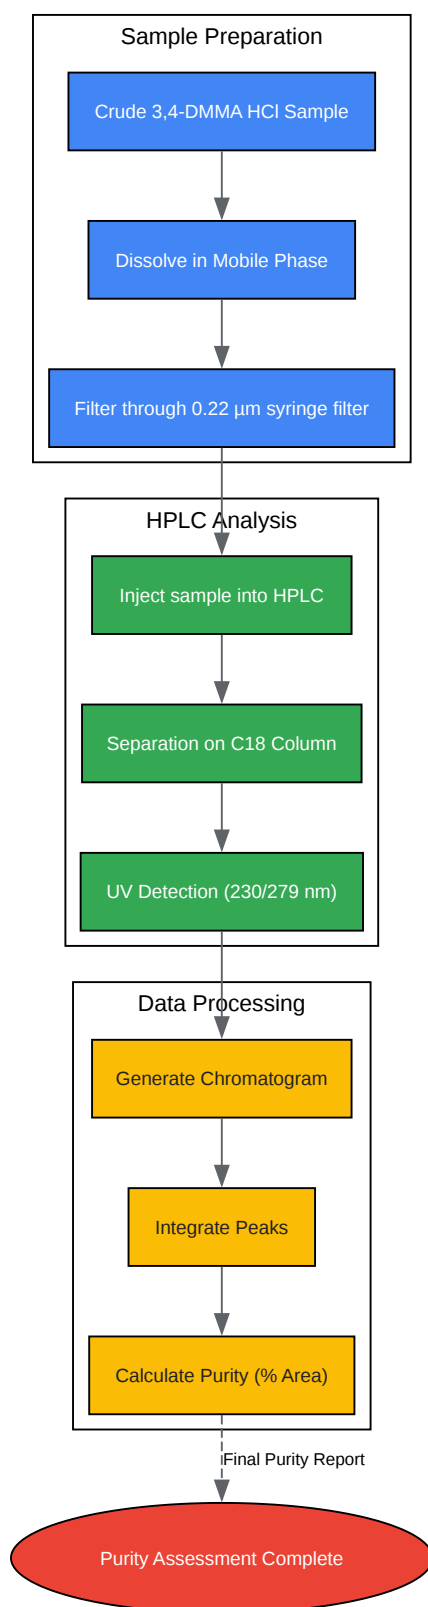 Sample Preparation
Crude 3,4-DMMA HCl Sample
Dissolve in Mobile Phase
Filter through 0.22 µm syringe filter
HPLC Analysis
Inject sample into HPLC
Separation on C18 Column
UV Detection (230/279 nm)
Data Processing
Generate Chromatogram
Integrate Peaks
Calculate Purity (% Area)
Final Purity Report
Purity Assessment Complete